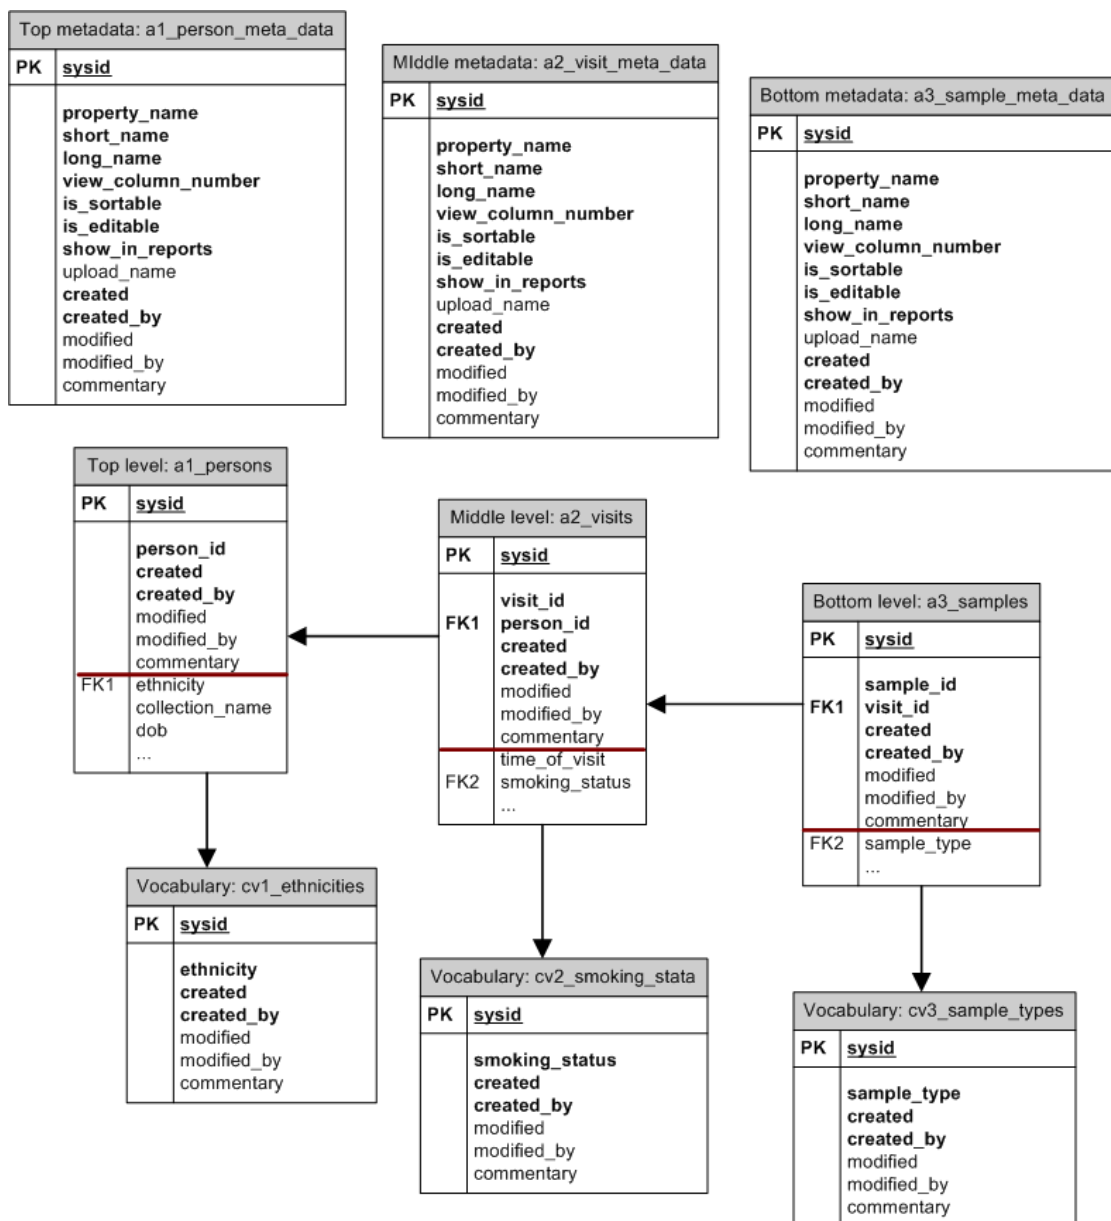 Top metadata: a1_person_meta_data
PK sysid
property_name
short_name
long_name
view_column_number
is_sortable
is_editable
show_in_reports
upload_name
created
created_by
modified
modified_by
commentary
MIddle metadata: a2_visit_meta_data
PK sysid
property_name
short_name
long_name
view_column_number
is_sortable
is_editable
show_in_reports
upload_name
created
created_by
modified
modified_by
commentary
Bottom metadata: a3_sample_meta_data
PK sysid
property_name
short_name
long_name
view_column_number
is_sortable
is_editable
show_in_reports
upload_name
created
created_by
modified
modified_by
commentary
Top level: a1_persons
PK sysid
person_id
created
created_by
modified
modified_by
commentary
FK1 ethnicity
collection_name
dob
...
Middle level: a2_visits
PK sysid
visit_id
FK1 person_id
created
created_by
modified
modified_by
commentary
time_of_visit
FK2 smoking_status
...
Bottom level: a3_samples
PK sysid
sample_id
FK1 visit_id
created
created_by
modified
modified_by
commentary
FK2 sample_type
...
Vocabulary: cv1_ethnicities
PK sysid
ethnicity
created
created_by
modified
modified_by
commentary
Vocabulary: cv2_smoking_stata
PK sysid
smoking_status
created
created_by
modified
modified_by
commentary
Vocabulary: cv3_sample_types
PK sysid
sample_type
created
created_by
modified
modified_by
commentary